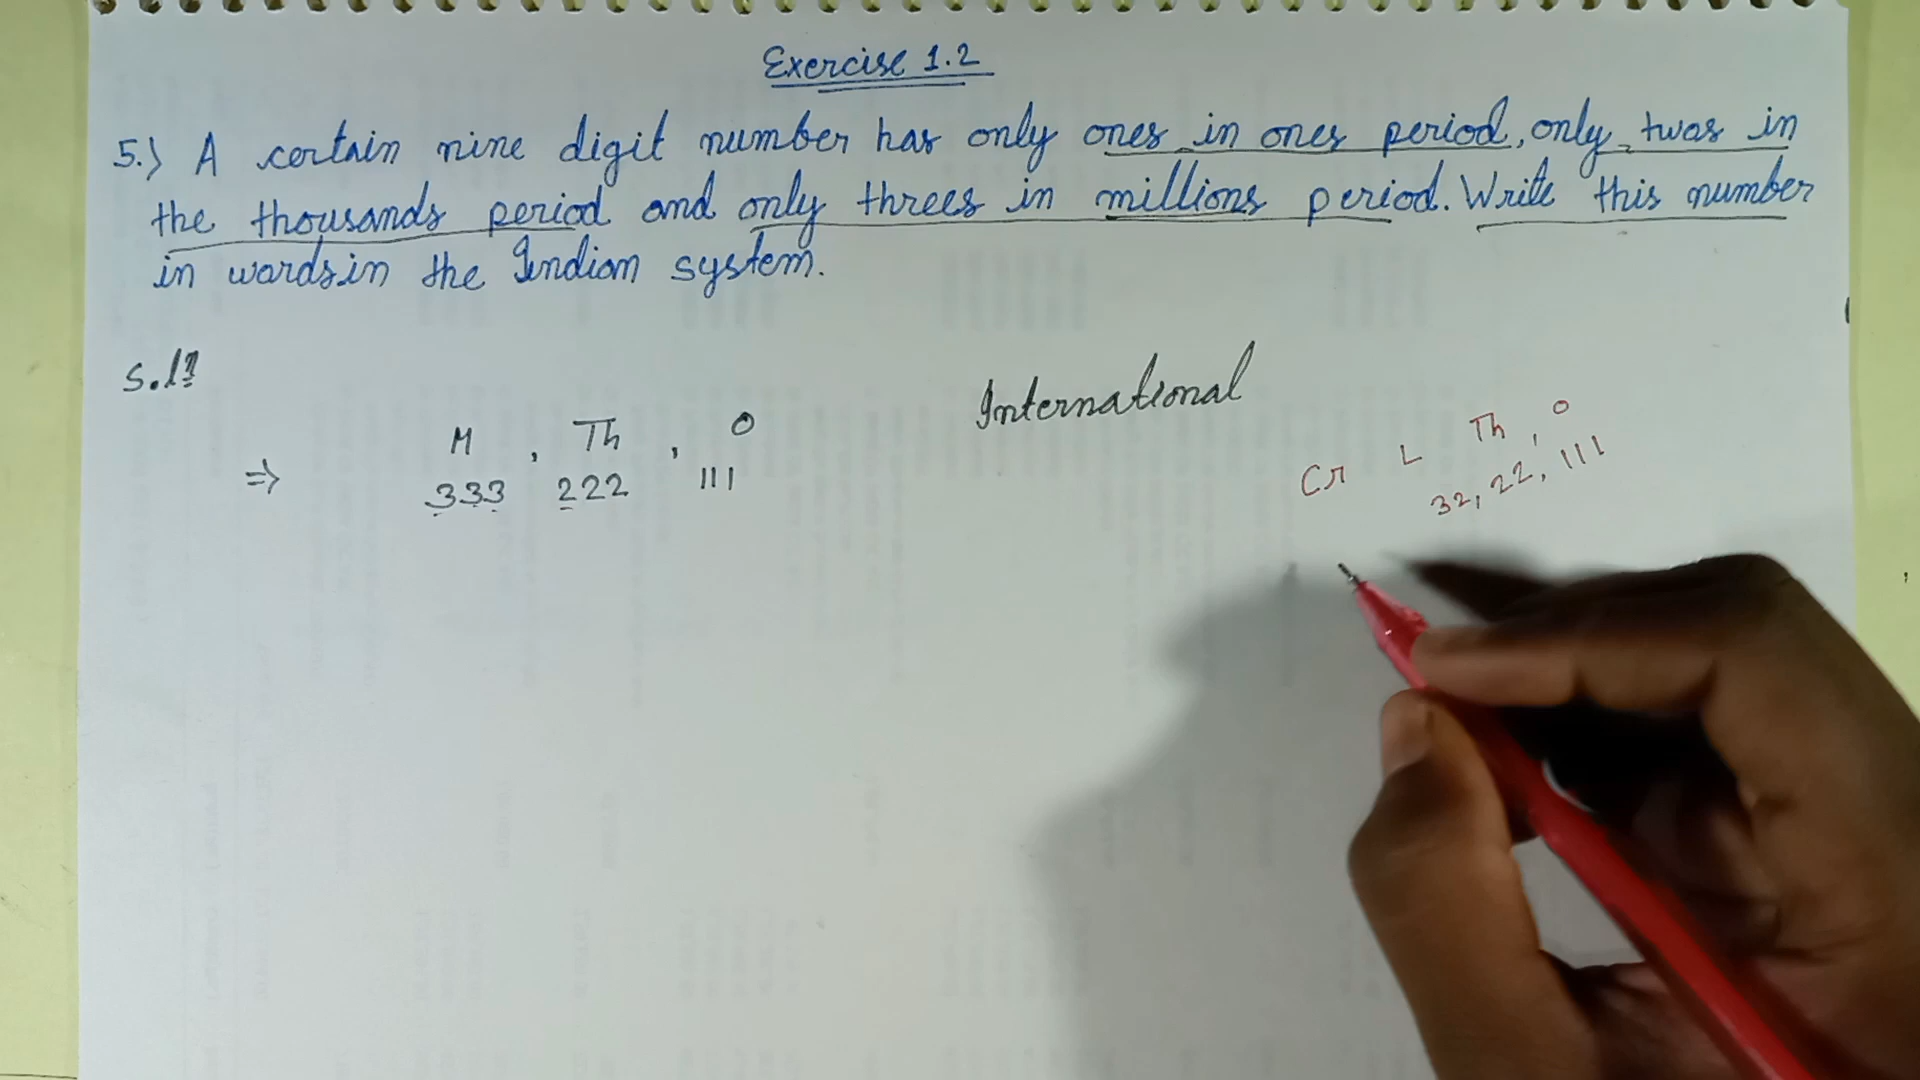 Exercise 1.2
5.) A certain nine digit number has only ones in ones period, only twos in
the thousands period and only threes in millions period. Write this number
in words in the Indian system.
Soln
International
M , Th , O
⇒ 333 222 111
Cr L Th , O
32, 22, 111